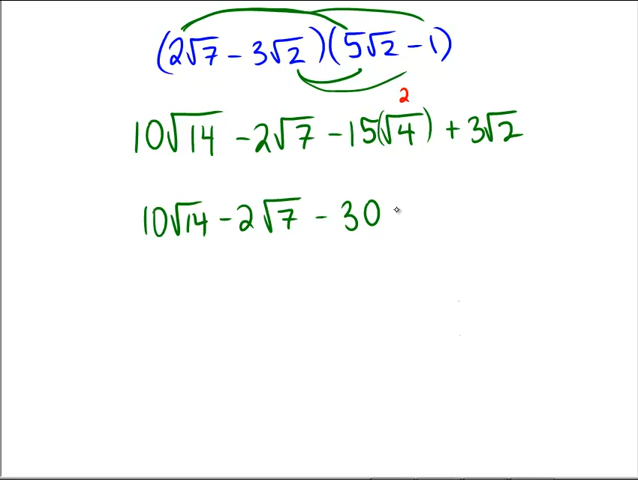 (2√7 - 3√2)(5√2 - 1)
2
10√14 - 2√7 - 15(√4) + 3√2
10√14 - 2√7 - 30